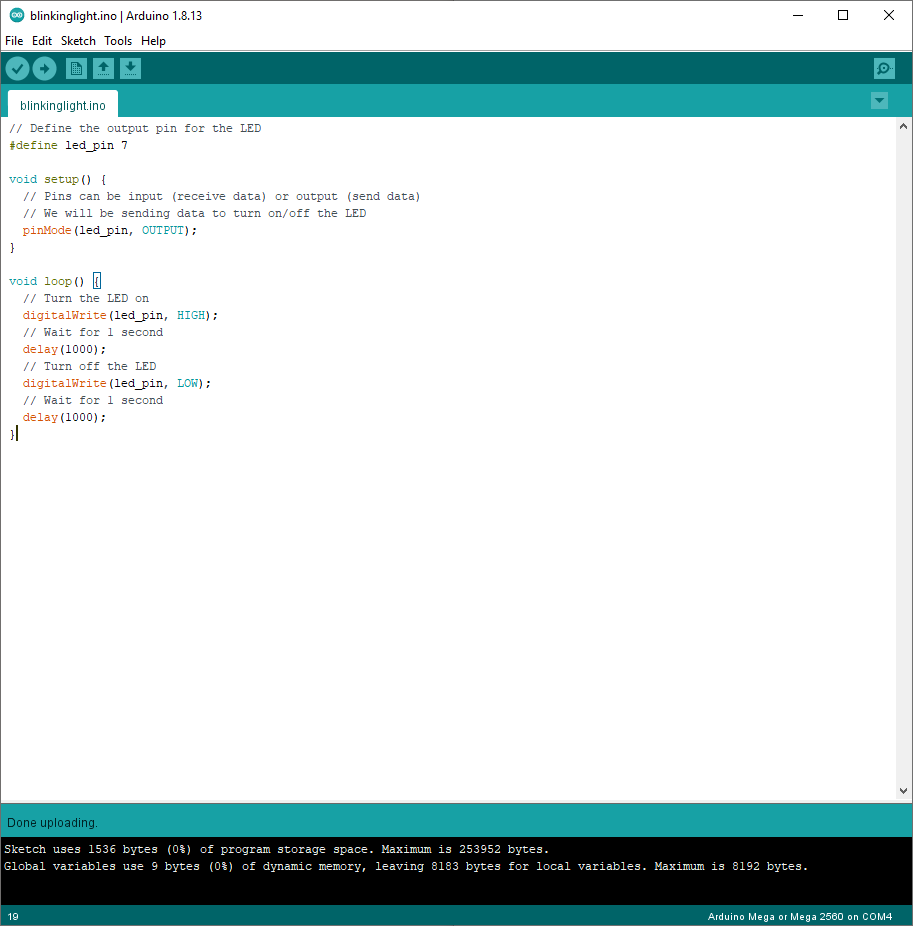 blinkinglight.ino | Arduino 1.8.13
File Edit Sketch Tools Help
blinkinglight.ino
// Define the output pin for the LED
#define led_pin 7
void setup() {
  // Pins can be input (receive data) or output (send data)
  // We will be sending data to turn on/off the LED
  pinMode(led_pin, OUTPUT);
}
void loop() {
  // Turn the LED on
  digitalWrite(led_pin, HIGH);
  // Wait for 1 second
  delay(1000);
  // Turn off the LED
  digitalWrite(led_pin, LOW);
  // Wait for 1 second
  delay(1000);
}
Done uploading.
Sketch uses 1536 bytes (0%) of program storage space. Maximum is 253952 bytes.
Global variables use 9 bytes (0%) of dynamic memory, leaving 8183 bytes for local variables. Maximum is 8192 bytes.
19 Arduino Mega or Mega 2560 on COM4